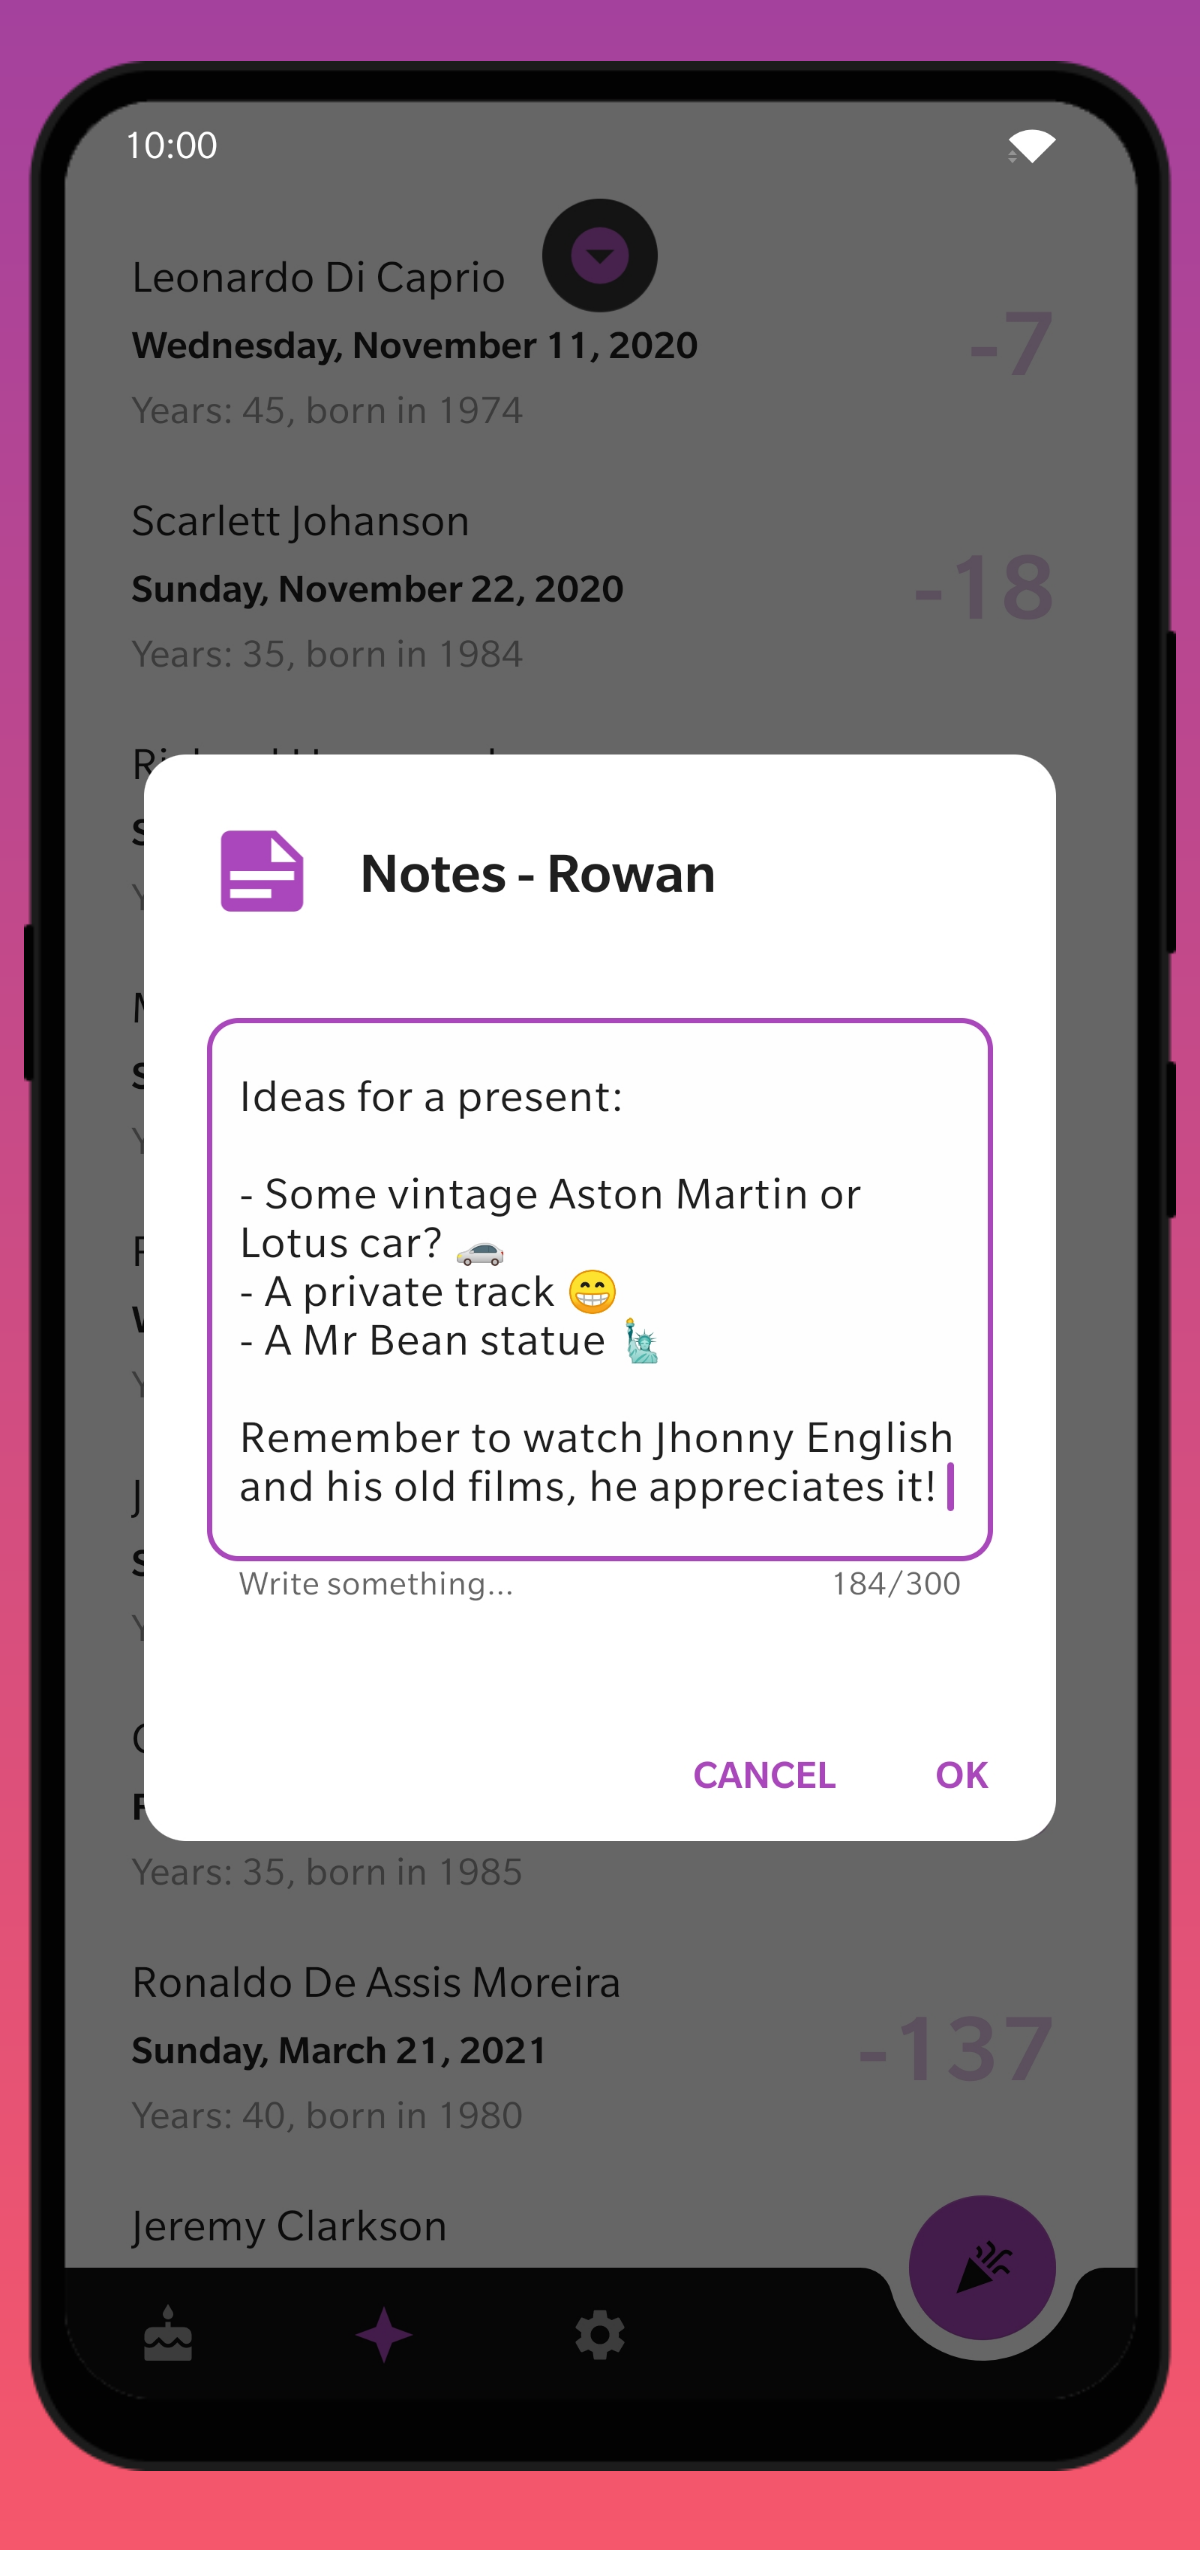 10:00
Leonardo Di Caprio
Wednesday, November 11, 2020
-7
Years: 45, born in 1974
Scarlett Johanson
Sunday, November 22, 2020
-18
Years: 35, born in 1984
Notes - Rowan
Ideas for a present:
- Some vintage Aston Martin or
Lotus car? 🚗
- A private track 😁
- A Mr Bean statue 🗽
Remember to watch Jhonny English
and his old films, he appreciates it!
Write something... 184/300
CANCEL OK
Years: 35, born in 1985
Ronaldo De Assis Moreira
Sunday, March 21, 2021
-137
Years: 40, born in 1980
Jeremy Clarkson